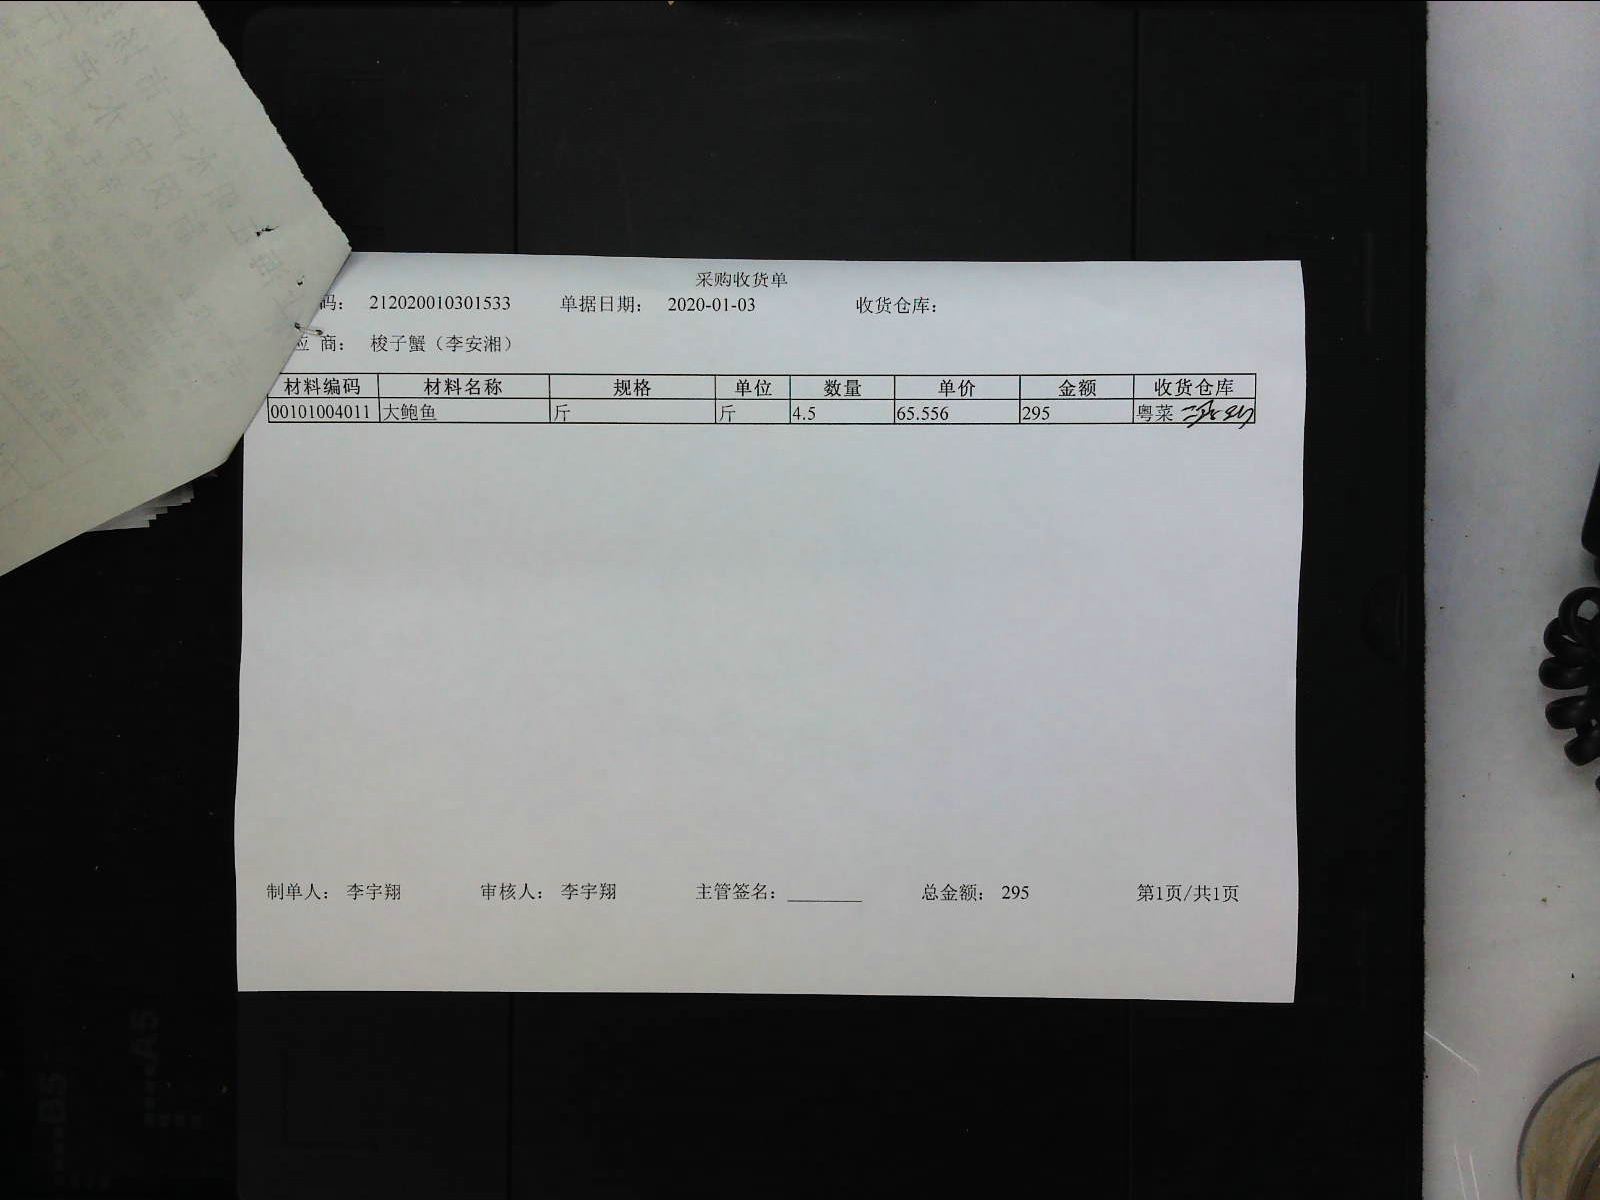 采购收货单
码： 212020010301533 单据日期： 2020-01-03 收货仓库：
应 商： 梭子蟹（李安湘）
材料编码 材料名称 规格 单位 数量 单价 金额 收货仓库
00101004011 大鲍鱼 斤 斤 4.5 65.556 295 粤菜
制单人： 李宇翔 审核人： 李宇翔 主管签名： 总金额： 295 第1页/共1页
A5
B5